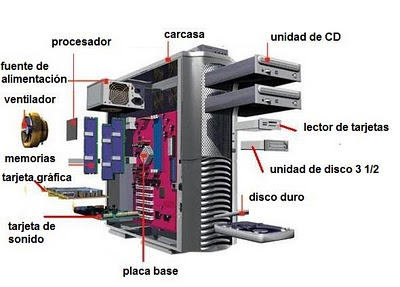 procesador
carcasa
unidad de CD
fuente de
alimentación
ventilador
lector de tarjetas
memorias
unidad de disco 3 1/2
tarjeta gráfica
disco duro
tarjeta de
sonido
placa base